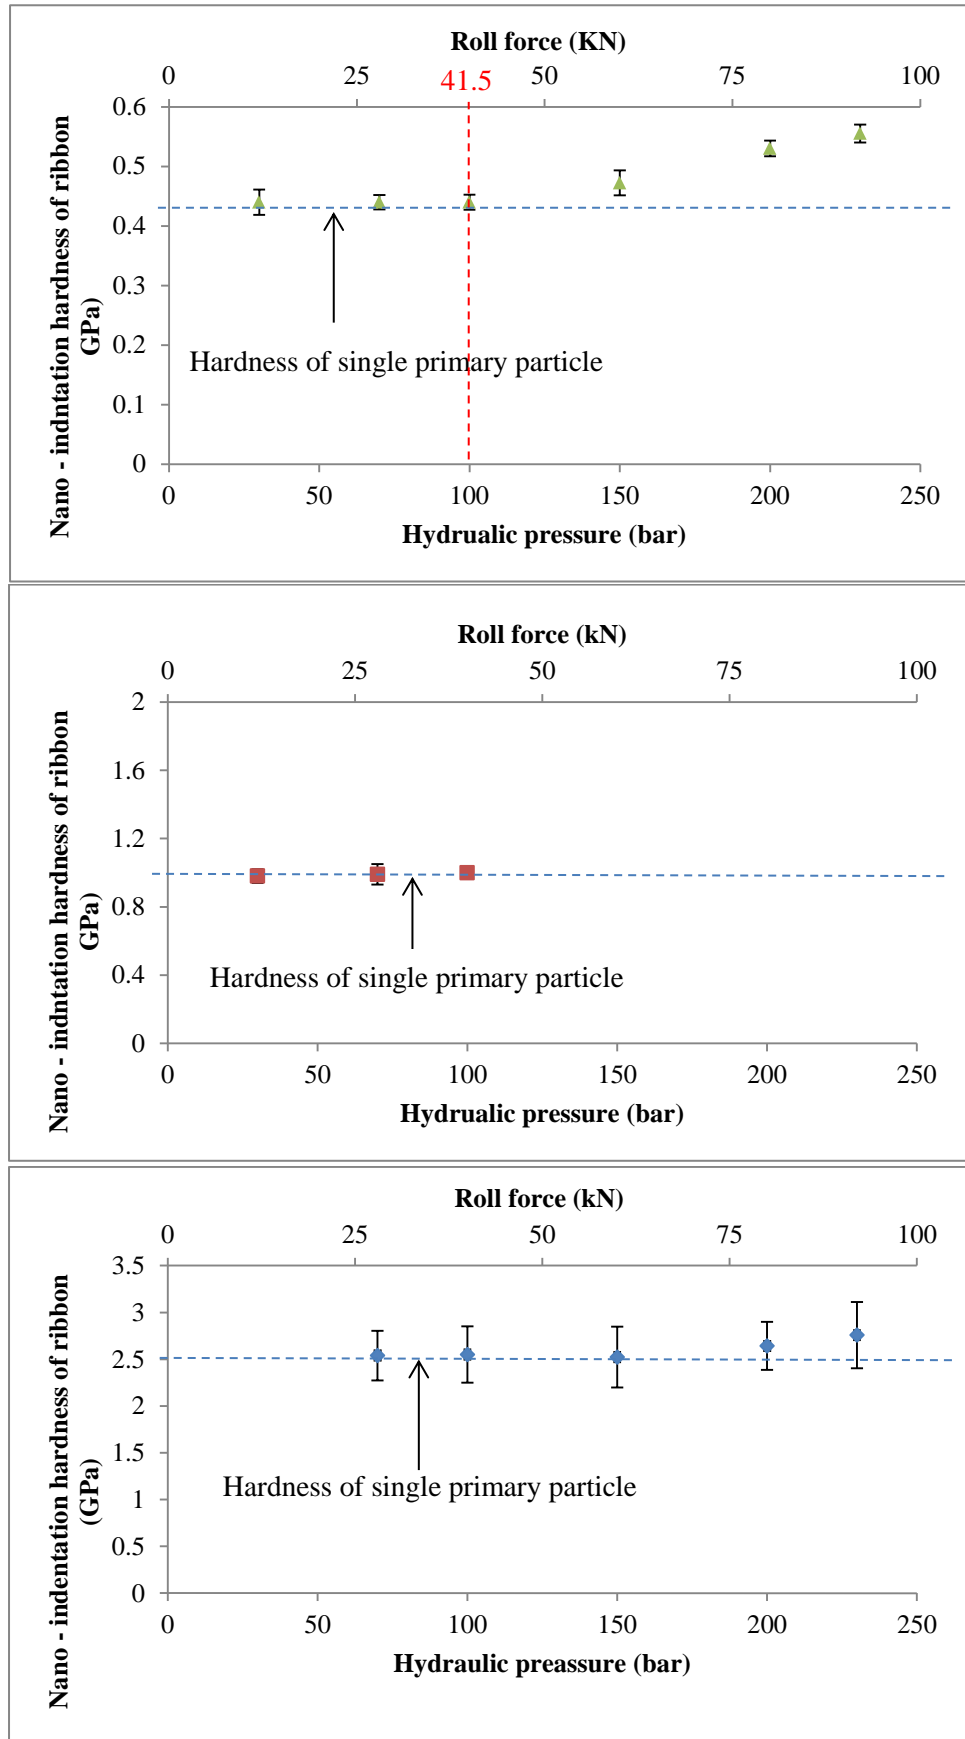 Roll force (KN)
0 25 50 75 100
41.5
0.6
0.5
0.4
0.3
0.2
0.1
0
Nano - indntation hardness of ribbon
GPa)
Hardness of single primary particle
0 50 100 150 200 250
Hydrualic pressure (bar)
Roll force (kN)
0 25 50 75 100
2
1.6
1.2
0.8
0.4
0
Nano - indntation hardness of ribbon
GPa)
Hardness of single primary particle
0 50 100 150 200 250
Hydrualic pressure (bar)
Roll force (kN)
0 25 50 75 100
3.5
3
2.5
2
1.5
1
0.5
0
Nano - indentation hardness of ribbon
(GPa)
Hardness of single primary particle
0 50 100 150 200 250
Hydraulic preassure (bar)